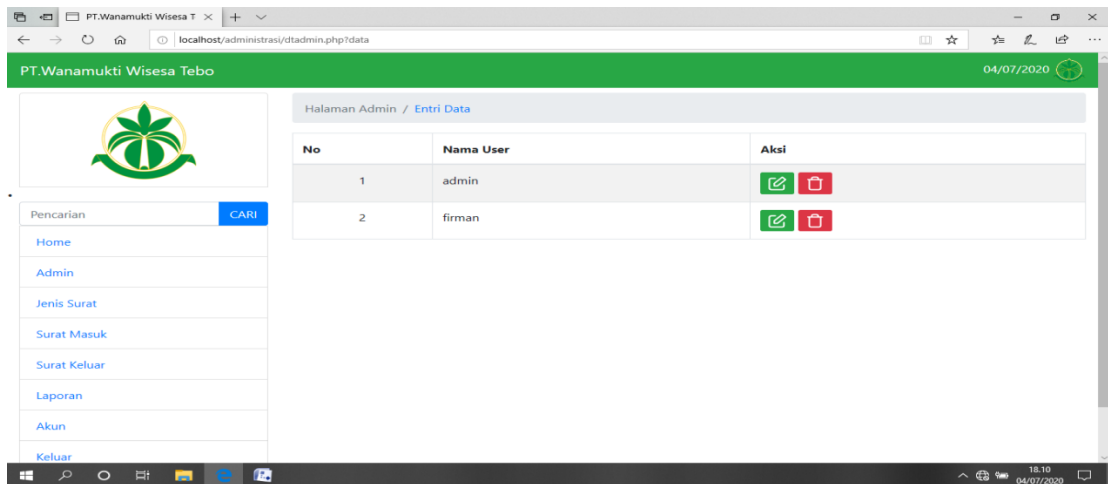 PT.Wanamukti Wisesa T
localhost/administrasi/dtadmin.php?data
PT.Wanamukti Wisesa Tebo
04/07/2020
Halaman Admin / Entri Data
No
Nama User
Aksi
1
admin
2
firman
Pencarian
CARI
Home
Admin
Jenis Surat
Surat Masuk
Surat Keluar
Laporan
Akun
Keluar
18.10
04/07/2020